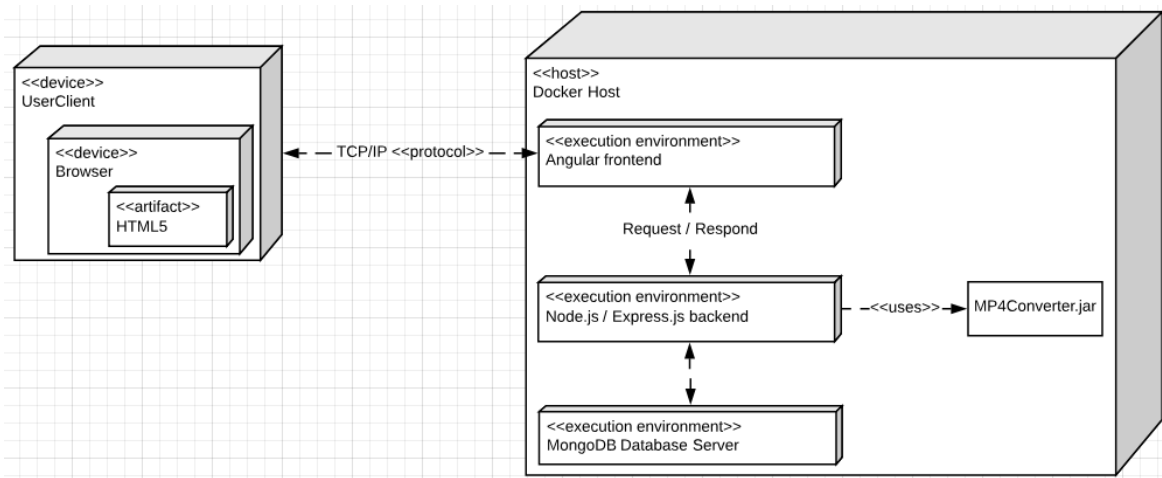 <<device>>
UserClient
<<device>>
Browser
<<artifact>>
HTML5
TCP/IP <<protocol>>
<<host>>
Docker Host
<<execution environment>>
Angular frontend
Request / Respond
<<execution environment>>
Node.js / Express.js backend
<<uses>>
MP4Converter.jar
<<execution environment>>
MongoDB Database Server